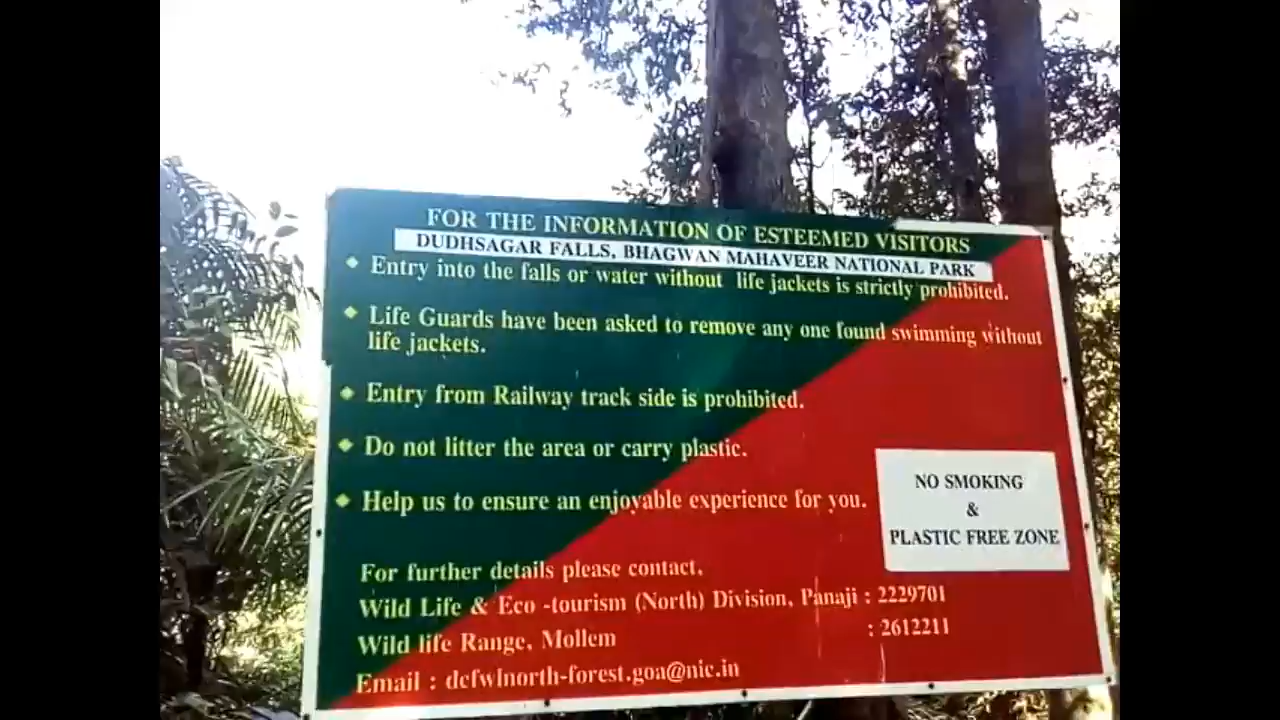 FOR THE INFORMATION OF ESTEEMED VISITORS
DUDHSAGAR FALLS, BHAGWAN MAHAVEER NATIONAL PARK
Entry into the falls or water without life jackets is strictly prohibited.
Life Guards have been asked to remove any one found swimming without
life jackets.
Entry from Railway track side is prohibited.
Do not litter the area or carry plastic.
Help us to ensure an enjoyable experience for you.
NO SMOKING
&
PLASTIC FREE ZONE
For further details please contact.
Wild Life & Eco -tourism (North) Division, Panaji : 2229701
Wild life Range, Mollem : 2612211
Email : dcfwlnorth-forest.goa@nic.in